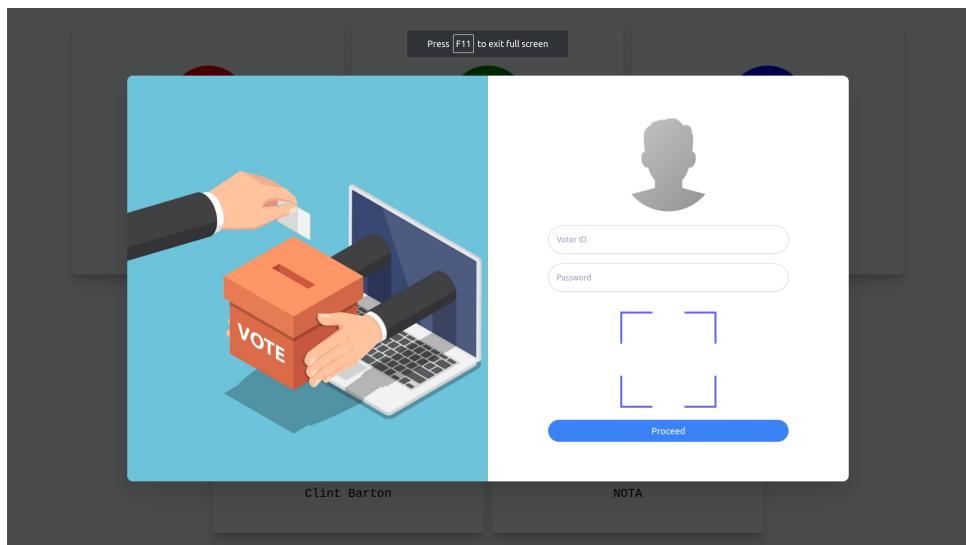 Press F11 to exit full screen
VOTE
Voter ID
Password
Proceed
Clint Barton
NOTA